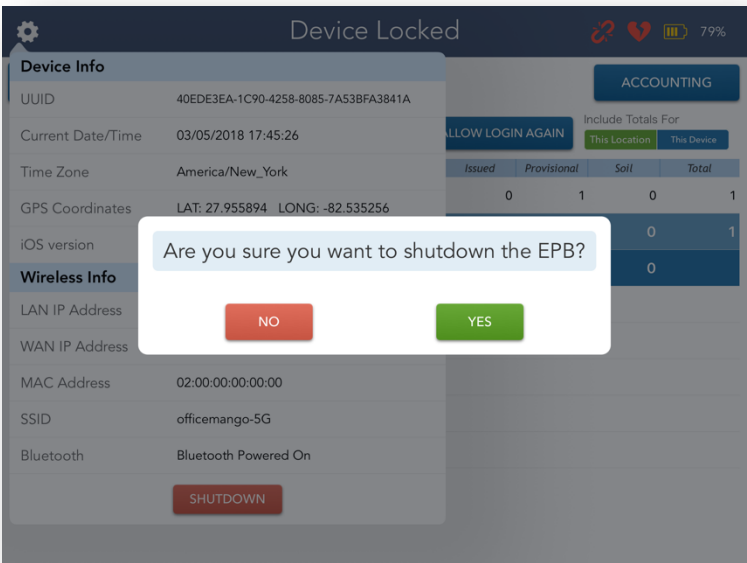 Device Locked
79%
Device Info
ACCOUNTING
UUID 40EDE3EA-1C90-4258-8085-7A53BFA3841A
Include Totals For
Current Date/Time 03/05/2018 17:45:26
LLOW LOGIN AGAIN
This Location This Device
Time Zone America/New_York
Issued Provisional Soil Total
0 1 0 1
GPS Coordinates LAT: 27.955894 LONG: -82.535256
0 1
iOS version
Are you sure you want to shutdown the EPB?
0
Wireless Info
LAN IP Address
NO YES
WAN IP Address
MAC Address 02:00:00:00:00:00
SSID officemango-5G
Bluetooth Bluetooth Powered On
SHUTDOWN